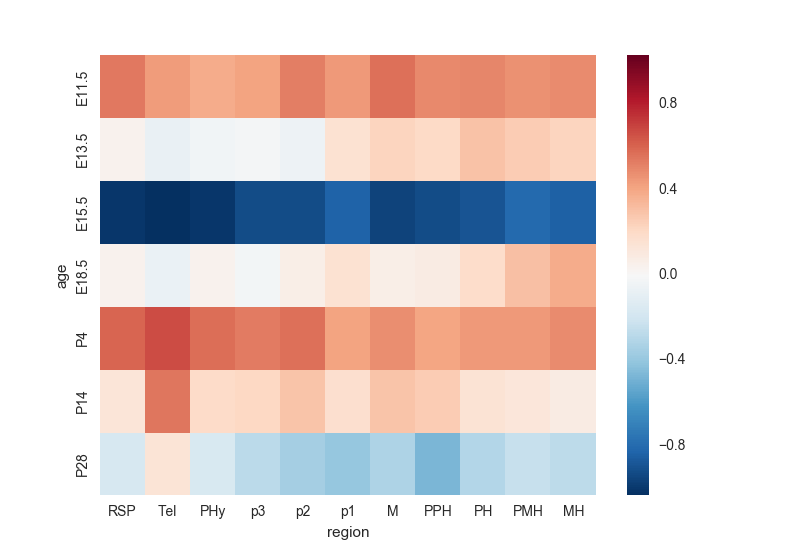 E11.5
E13.5
E15.5
E18.5
P4
P14
P28
age
RSP Tel PHy p3 p2 p1 M PPH PH PMH MH
region
0.8
0.4
0.0
−0.4
−0.8